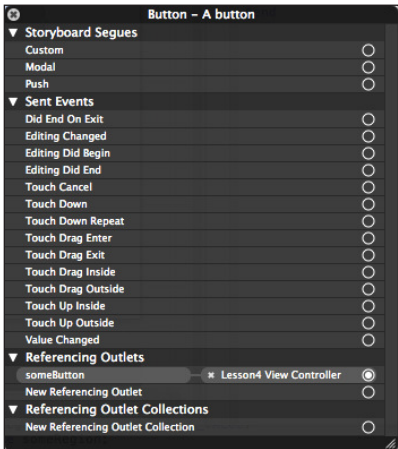 Button – A button
Storyboard Segues
Custom
Modal
Push
Sent Events
Did End On Exit
Editing Changed
Editing Did Begin
Editing Did End
Touch Cancel
Touch Down
Touch Down Repeat
Touch Drag Enter
Touch Drag Exit
Touch Drag Inside
Touch Drag Outside
Touch Up Inside
Touch Up Outside
Value Changed
Referencing Outlets
someButton Lesson4 View Controller
New Referencing Outlet
Referencing Outlet Collections
New Referencing Outlet Collection